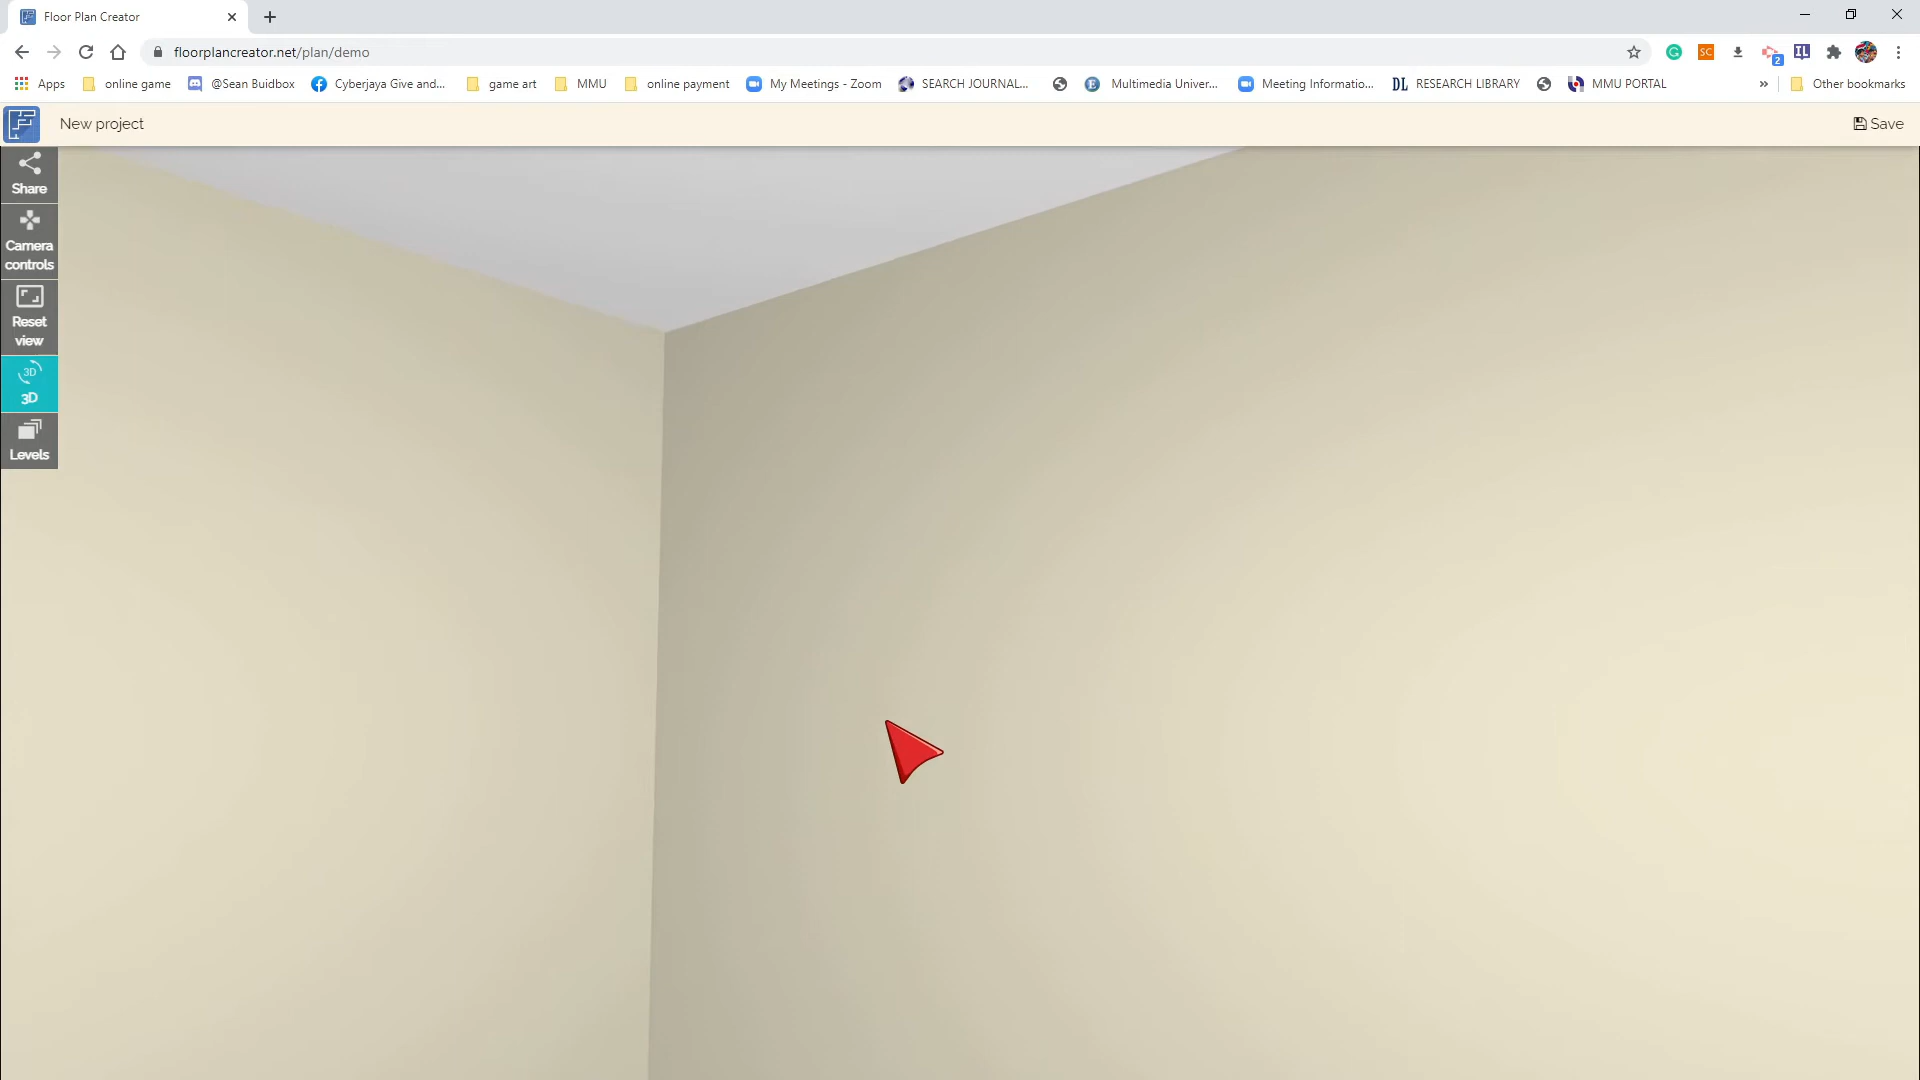 Floor Plan Creator
floorplancreator.net/plan/demo
2
Apps online game @Sean Buidbox Cyberjaya Give and... game art MMU online payment My Meetings - Zoom SEARCH JOURNAL... Multimedia Univer... Meeting Informatio... DL RESEARCH LIBRARY MMU PORTAL » Other bookmarks
New project Save
Share
Camera
controls
Reset
view
3D
3D
Levels